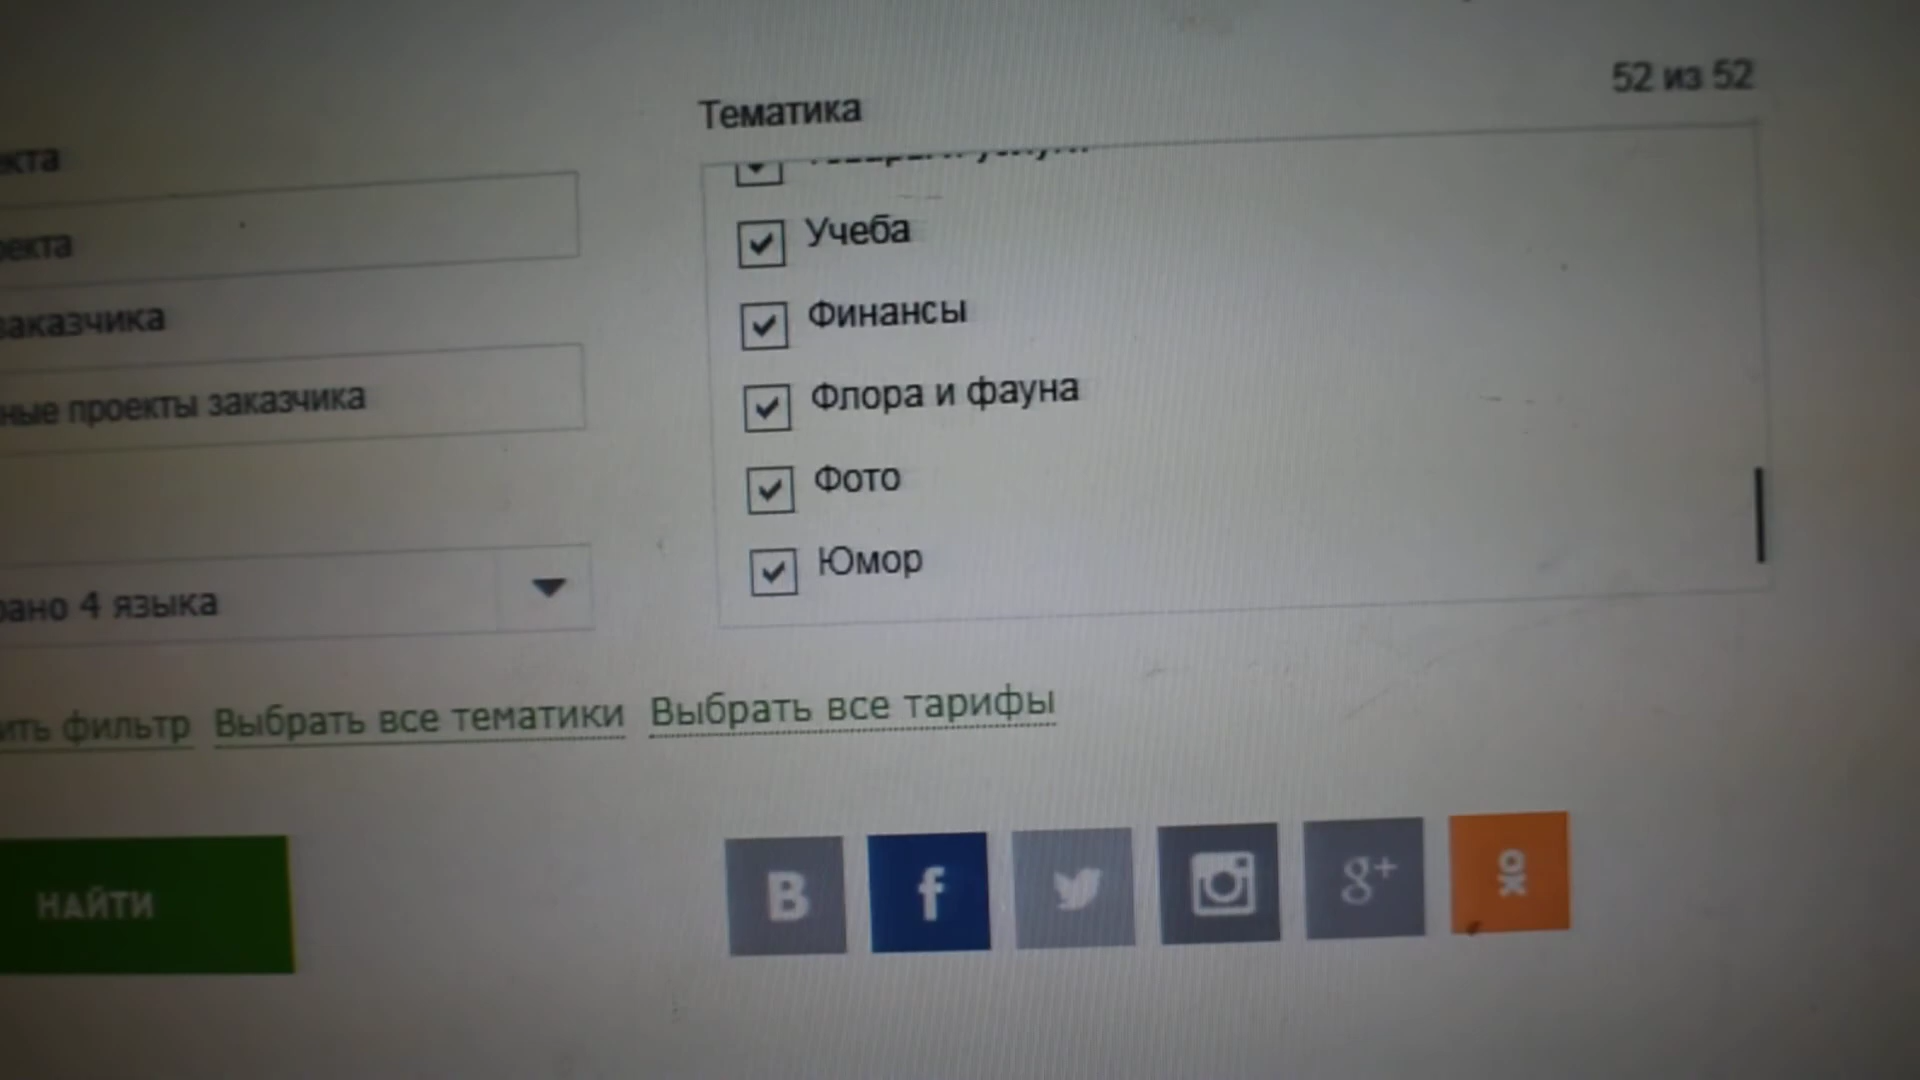 52 из 52
Тематика
Учеба
Финансы
Флора и фауна
Фото
Юмор
екта
оекта
заказчика
ные проекты заказчика
рано 4 языка
ить фильтр Выбрать все тематики Выбрать все тарифы
НАЙТИ
B f g+